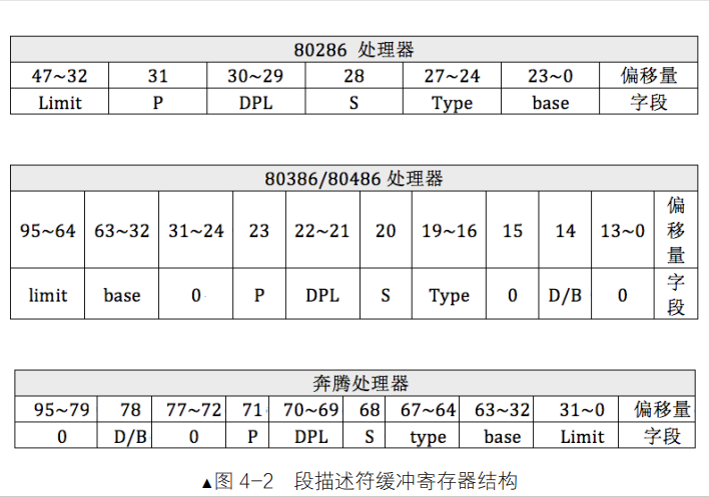 80286 处理器
47~32 31 30~29 28 27~24 23~0 偏移量
Limit P DPL S Type base 字段
80386/80486 处理器
95~64 63~32 31~24 23 22~21 20 19~16 15 14 13~0 偏移量
limit base 0 P DPL S Type 0 D/B 0 字段
奔腾处理器
95~79 78 77~72 71 70~69 68 67~64 63~32 31~0 偏移量
0 D/B 0 P DPL S type base Limit 字段
▲图 4-2 段描述符缓冲寄存器结构